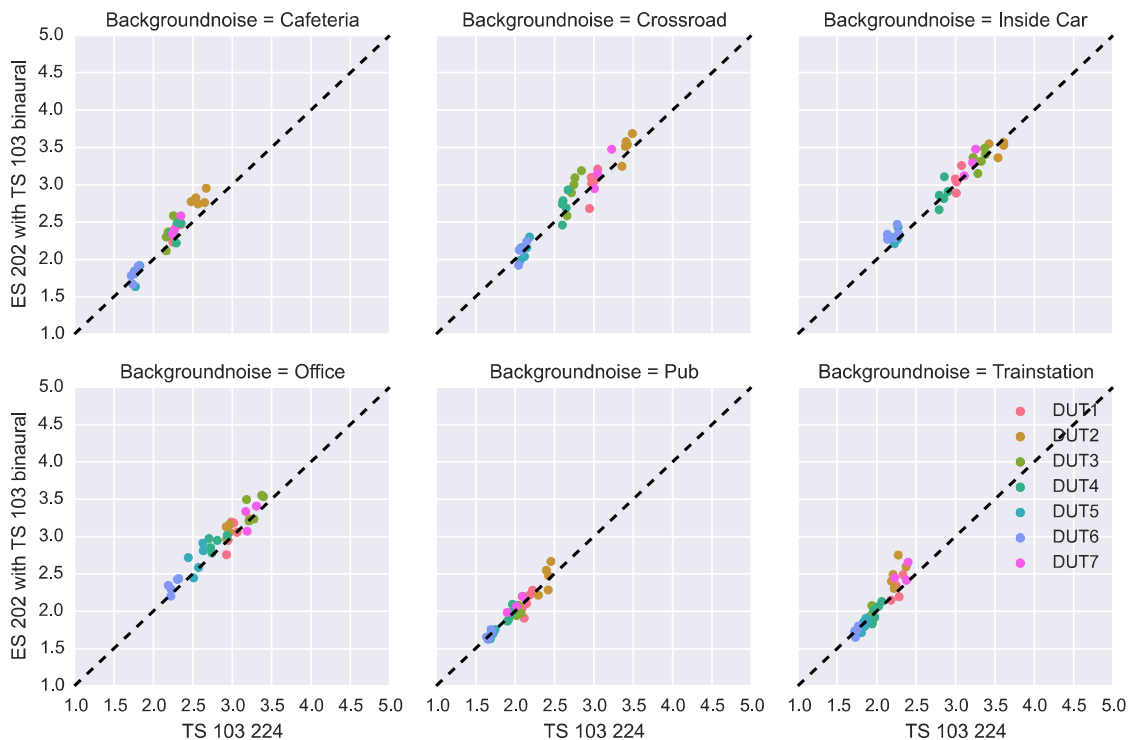 Backgroundnoise = Cafeteria
Backgroundnoise = Crossroad
Backgroundnoise = Inside Car
ES 202 with TS 103 binaural
5.0
4.5
4.0
3.5
3.0
2.5
2.0
1.5
1.0
Backgroundnoise = Office
Backgroundnoise = Pub
Backgroundnoise = Trainstation
ES 202 with TS 103 binaural
5.0
4.5
4.0
3.5
3.0
2.5
2.0
1.5
1.0
DUT1
DUT2
DUT3
DUT4
DUT5
DUT6
DUT7
1.0 1.5 2.0 2.5 3.0 3.5 4.0 4.5 5.0
1.0 1.5 2.0 2.5 3.0 3.5 4.0 4.5 5.0
1.0 1.5 2.0 2.5 3.0 3.5 4.0 4.5 5.0
TS 103 224
TS 103 224
TS 103 224